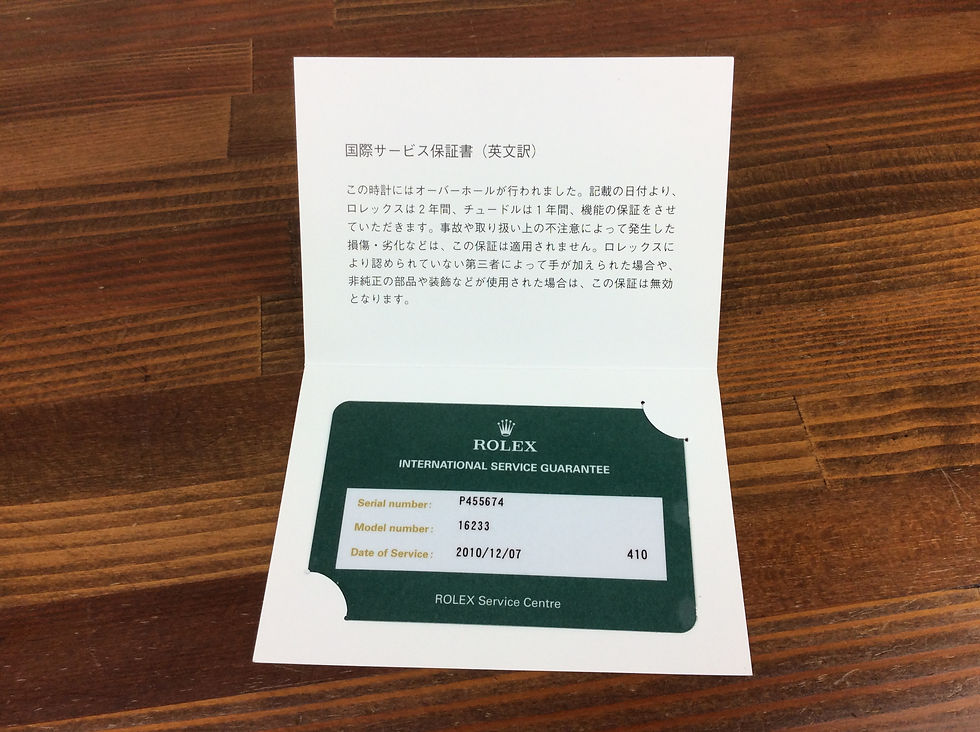 国際サービス保証書（英文訳）
この時計にはオーバーホールが行われました。記載の日付より、
ロレックスは２年間、チュードルは１年間、機能の保証をさせ
ていただきます。事故や取り扱い上の不注意によって発生した
損傷・劣化などは、この保証は適用されません。ロレックスに
より認められていない第三者によって手が加えられた場合や、
非純正の部品や装飾などが使用された場合は、この保証は無効
となります。
ROLEX
INTERNATIONAL SERVICE GUARANTEE
Serial number: P455674
Model number: 16233
Date of Service: 2010/12/07 410
ROLEX Service Centre